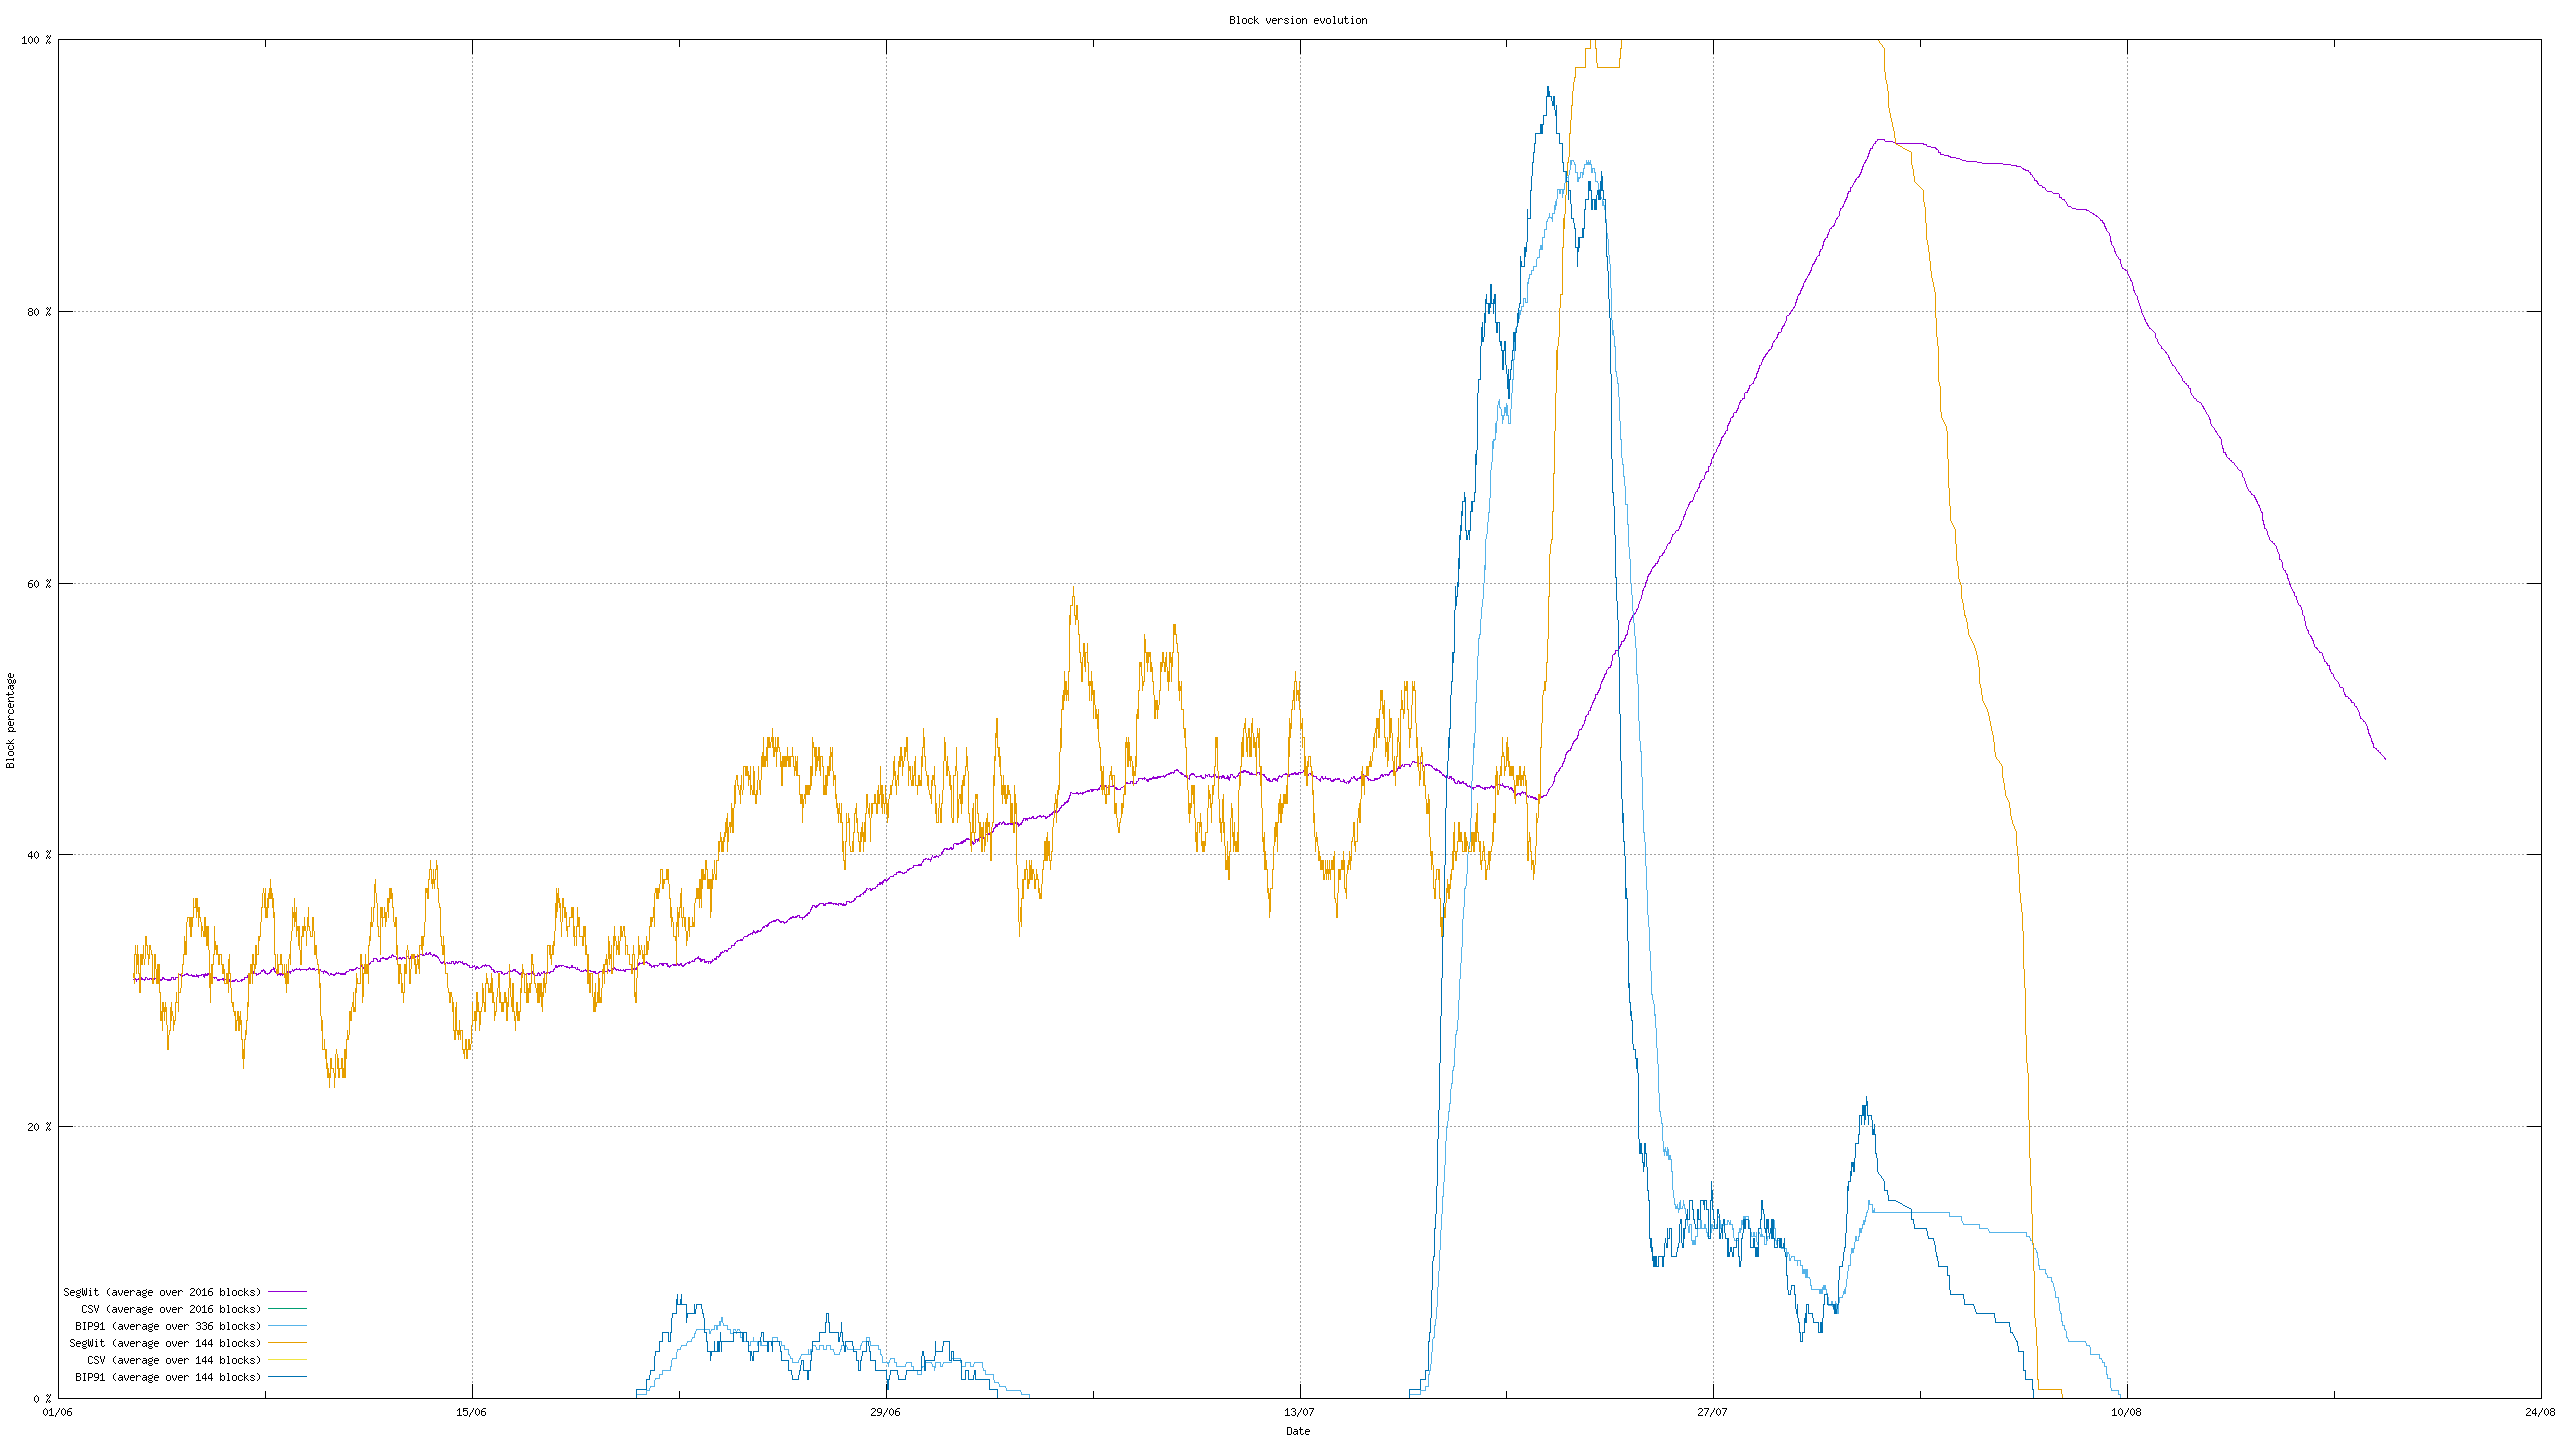 Block version evolution
100 %
80 %
60 %
40 %
20 %
0 %
Block percentage
SegWit (average over 2016 blocks)
CSV (average over 2016 blocks)
BIP91 (average over 336 blocks)
SegWit (average over 144 blocks)
CSV (average over 144 blocks)
BIP91 (average over 144 blocks)
01/06
15/06
29/06
13/07
27/07
10/08
24/08
Date